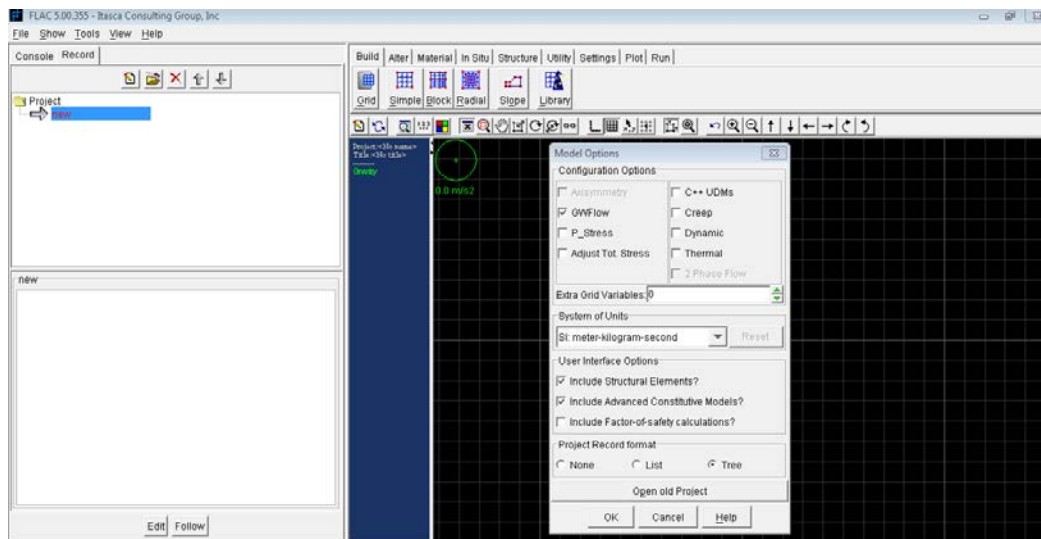 FLAC 5.00.355 - Itasca Consulting Group, Inc
File Show Tools View Help
Console Record
Project
new
new
Edit Follow
Build Alter Material In Situ Structure Utility Settings Plot Run
Grid Simple Block Radial Slope Library
Project:<No name>
Title:<No title>
Gravity
0.0 m/s2
Model Options
Configuration Options
Axisymmetry C++ UDMs
GWFlow Creep
P_Stress Dynamic
Adjust Tot. Stress Thermal
2 Phase Flow
Extra Grid Variables: 0
System of Units
SI: meter-kilogram-second Reset
User Interface Options
Include Structural Elements?
Include Advanced Constitutive Models?
Include Factor-of-safety calculations?
Project Record format
None List Tree
Open old Project
OK Cancel Help